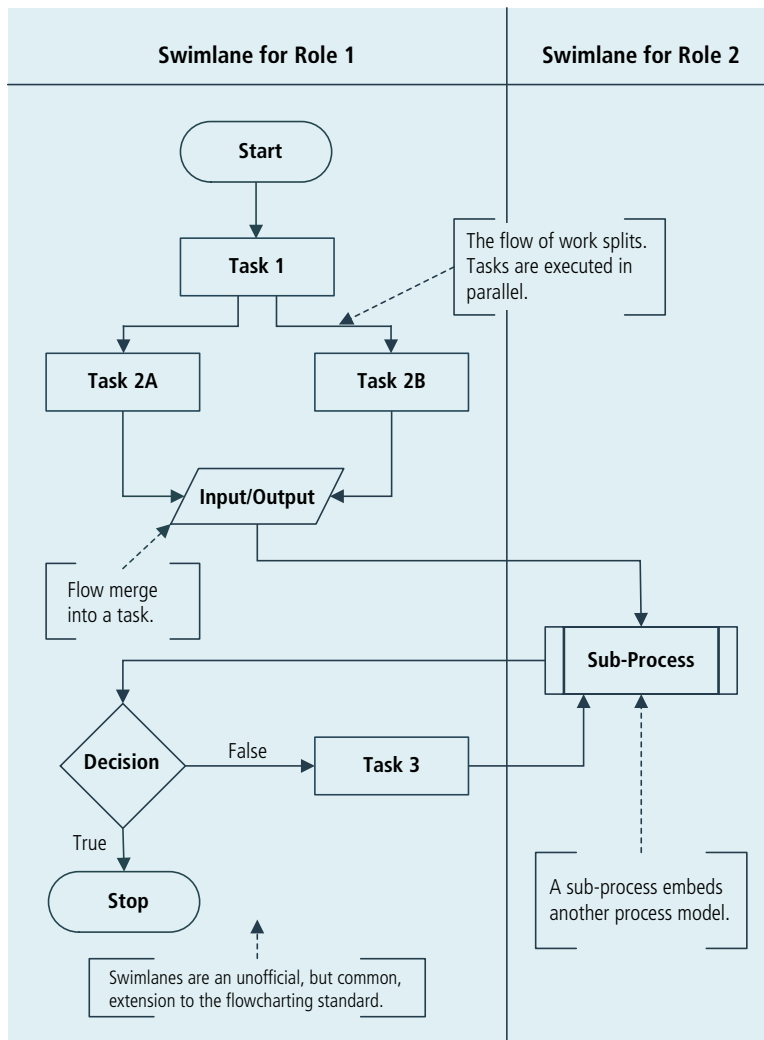 Swimlane for Role 1
Swimlane for Role 2
Start
Task 1
The flow of work splits.
Tasks are executed in
parallel.
Task 2A
Task 2B
Input/Output
Flow merge
into a task.
Sub-Process
Decision
False
Task 3
True
Stop
A sub-process embeds
another process model.
Swimlanes are an unofficial, but common,
extension to the flowcharting standard.